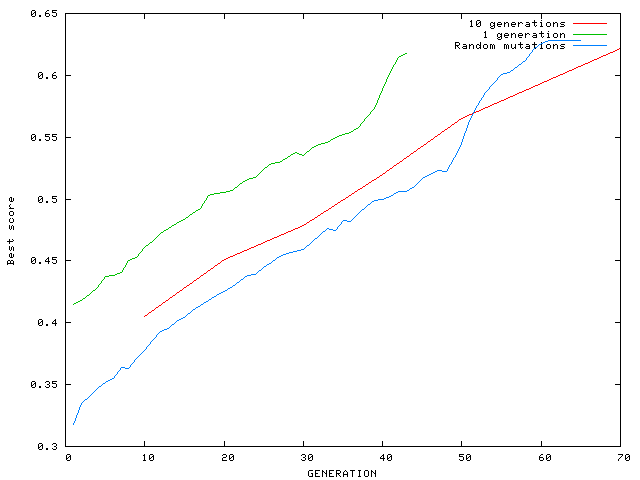 0.65
10 generations
1 generation
Random mutations
0.6
0.55
0.5
Best score
0.45
0.4
0.35
0.3
0 10 20 30 40 50 60 70
GENERATION